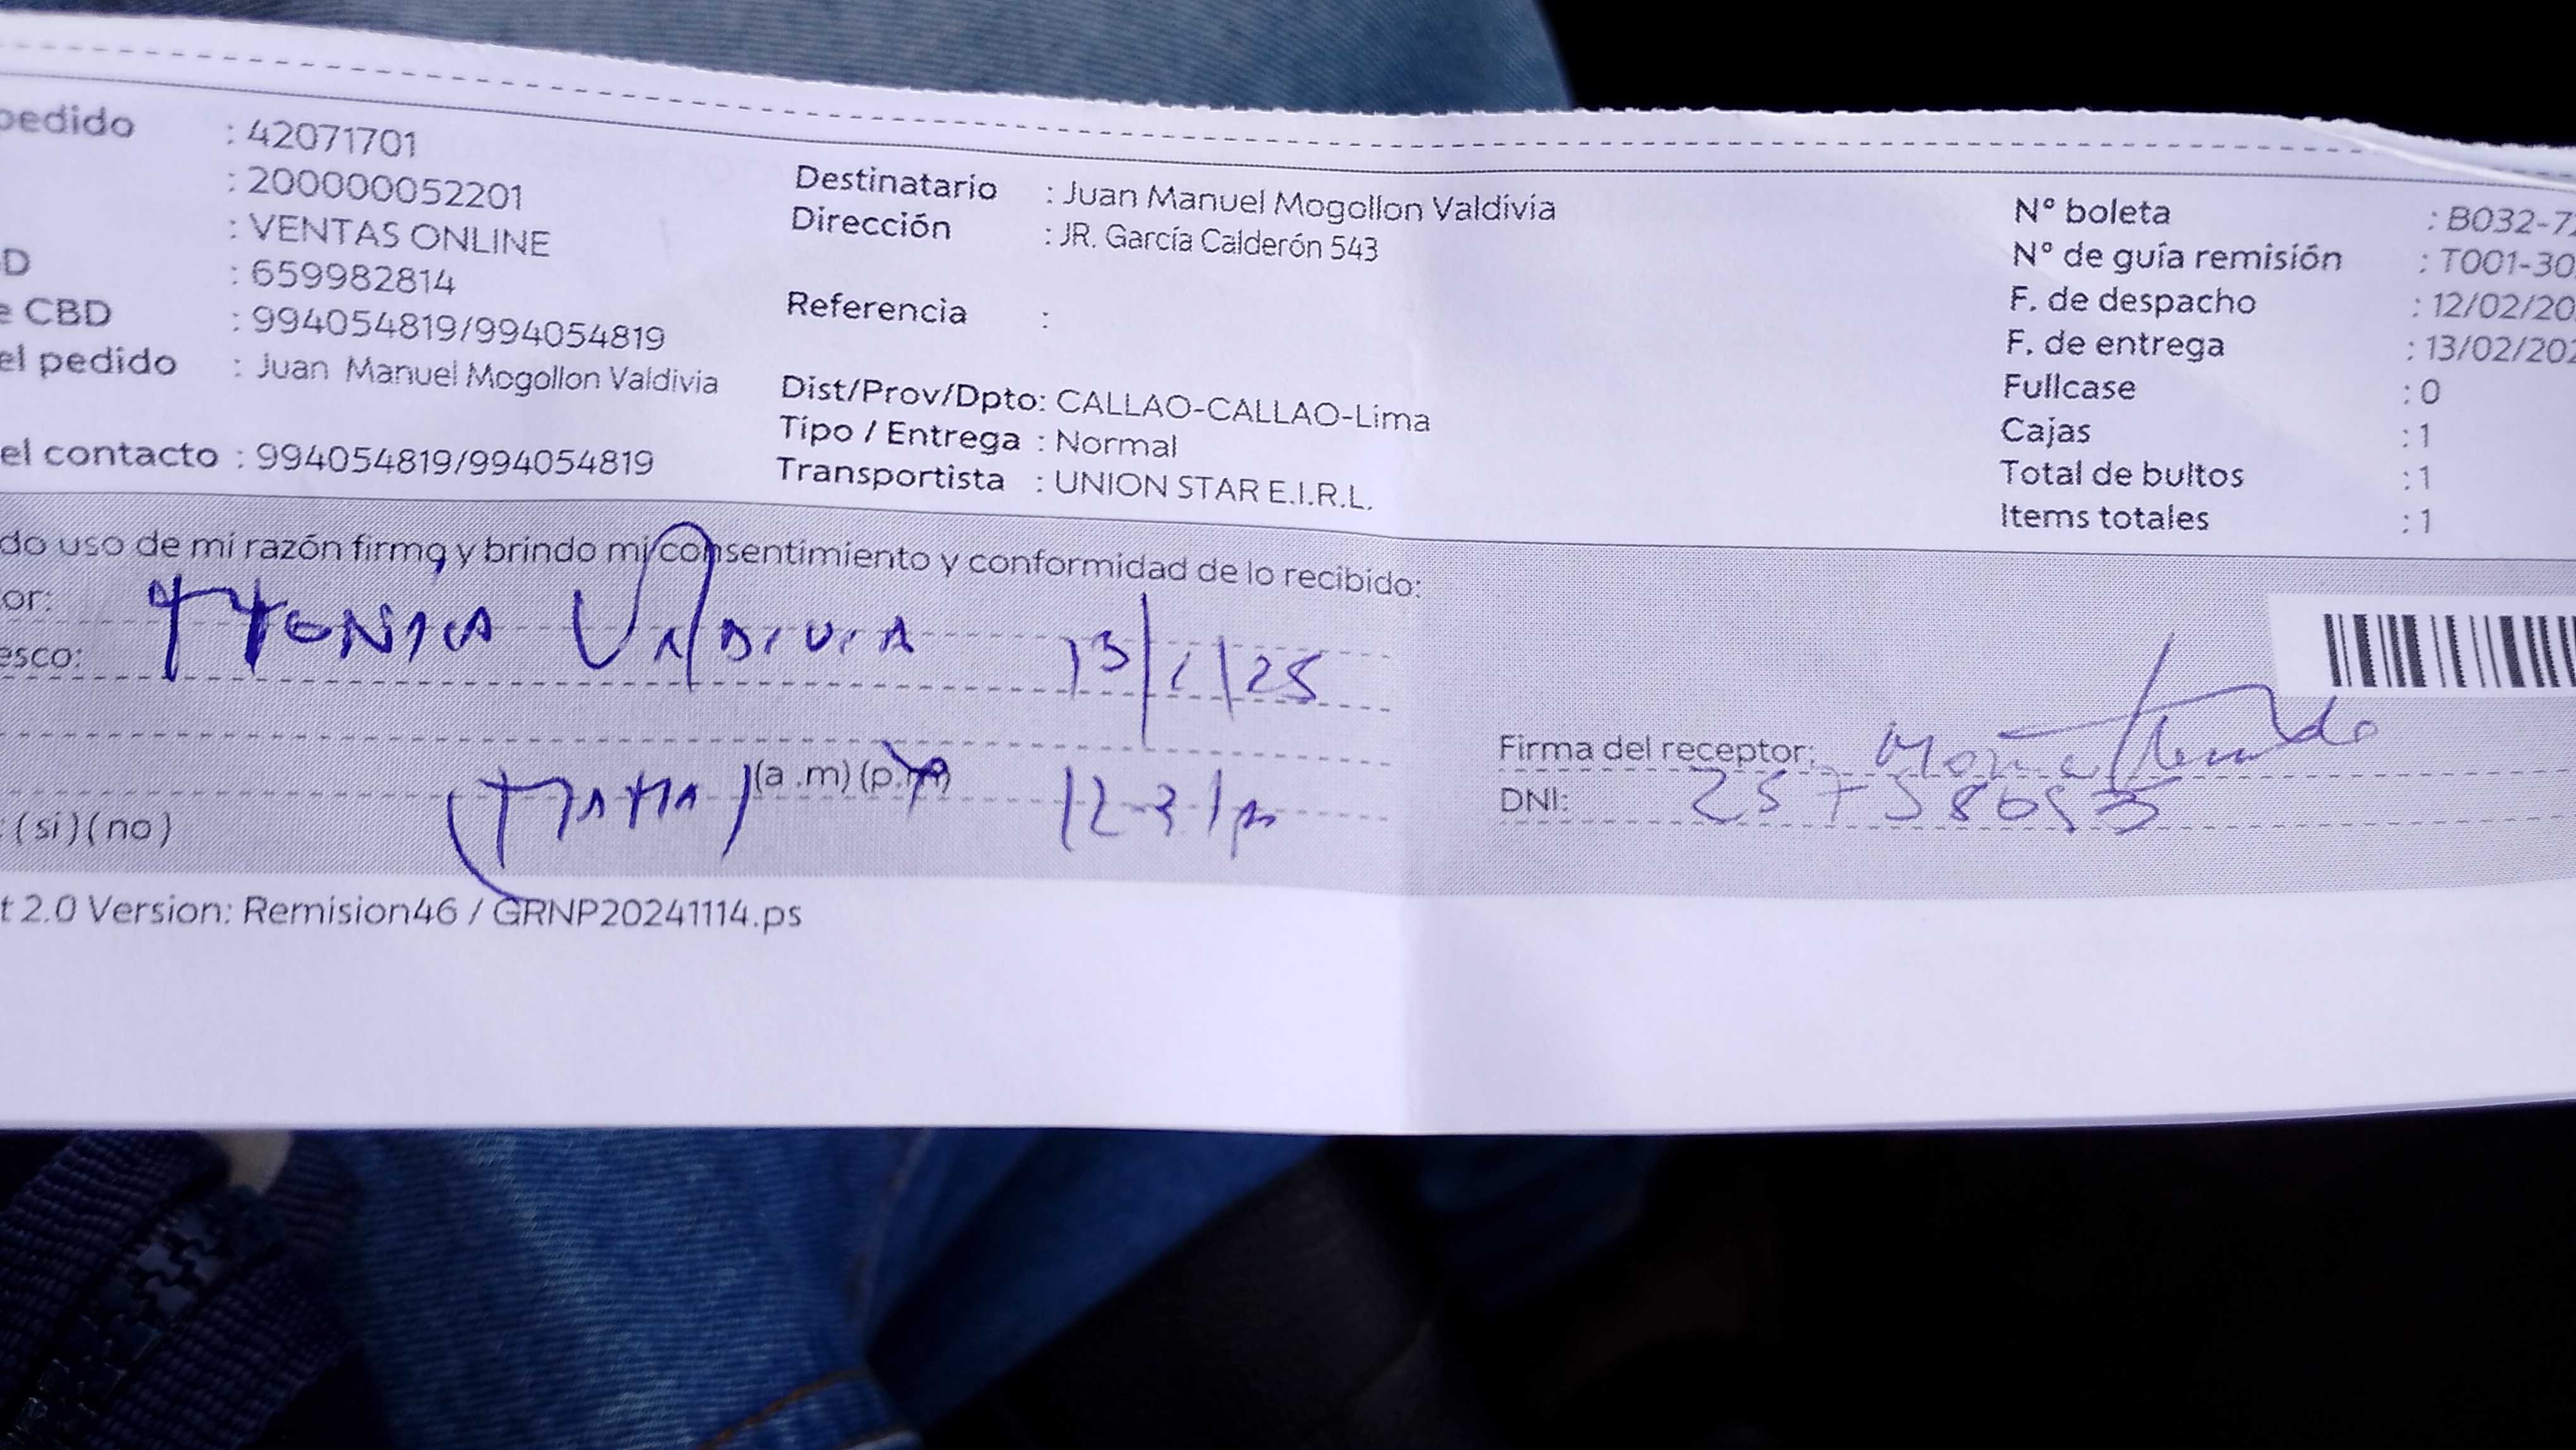 pedido : 42071701
: 200000052201
: VENTAS ONLINE
D : 659982814
e CBD : 994054819/994054819
el pedido : Juan Manuel Mogollon Valdivia
el contacto : 994054819/994054819
Destinatario : Juan Manuel Mogollon Valdivia
Dirección : JR. García Calderón 543
Referencia :
Dist/Prov/Dpto: CALLAO-CALLAO-Lima
Tipo / Entrega : Normal
Transportista : UNION STAR E.I.R.L.
N° boleta : B032-7
N° de guía remisión : T001-30
F. de despacho : 12/02/20
F. de entrega : 13/02/202
Fullcase : 0
Cajas : 1
Total de bultos : 1
Items totales : 1
do uso de mi razón firmo, y brindo mi consentimiento y conformidad de lo recibido:
or: MONICA VALDIVIA 13/2/25
esco:
(MAMA) (a .m) (p.m) 12-31 pm
: (si) (no)
Firma del receptor:
DNI:
t 2.0 Version: Remision46 / GRNP20241114.ps